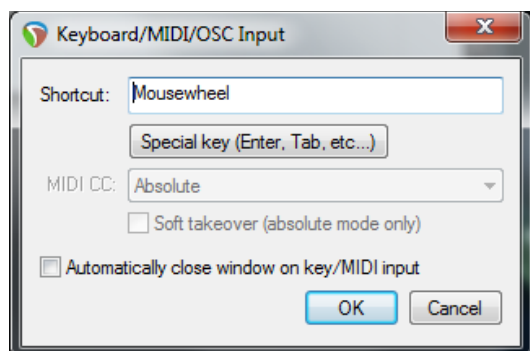 Keyboard/MIDI/OSC Input
Shortcut: Mousewheel
Special key (Enter, Tab, etc...)
MIDI CC: Absolute
Soft takeover (absolute mode only)
Automatically close window on key/MIDI input
OK Cancel